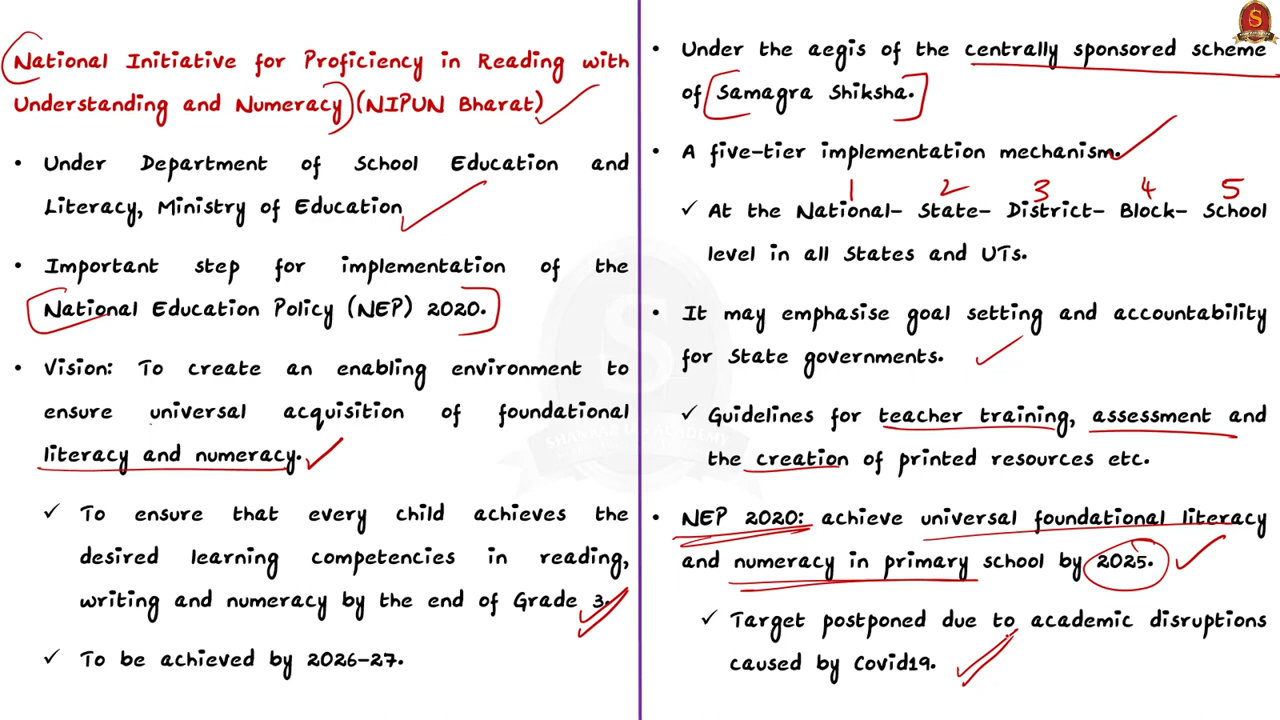 National Initiative for Proficiency in Reading with
Understanding and Numeracy (NIPUN Bharat)
• Under Department of School Education and
Literacy, Ministry of Education
• Important step for implementation of the
National Education Policy (NEP) 2020.
• Vision: To create an enabling environment to
ensure universal acquisition of foundational
literacy and numeracy.
✓ To ensure that every child achieves the
desired learning competencies in reading,
writing and numeracy by the end of Grade 3.
✓ To be achieved by 2026-27.
• Under the aegis of the centrally sponsored scheme
of Samagra Shiksha.
• A five-tier implementation mechanism.
1 2 3 4 5
✓ At the National- State- District- Block- School
level in all States and UTs.
• It may emphasise goal setting and accountability
for State governments.
✓ Guidelines for teacher training, assessment and
the creation of printed resources etc.
• NEP 2020: achieve universal foundational literacy
and numeracy in primary school by 2025.
✓ Target postponed due to academic disruptions
caused by Covid19.